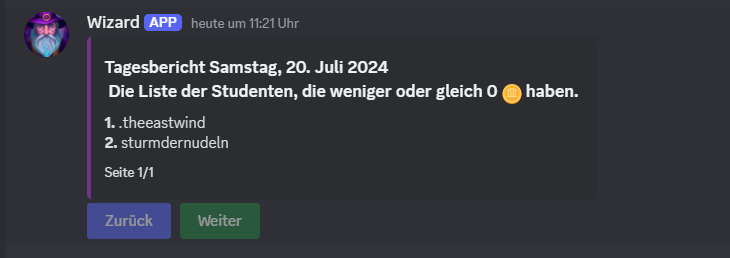 Wizard APP heute um 11:21 Uhr
Tagesbericht Samstag, 20. Juli 2024
Die Liste der Studenten, die weniger oder gleich 0 haben.
1. .theeastwind
2. sturmdernudeln
Seite 1/1
Zurück Weiter